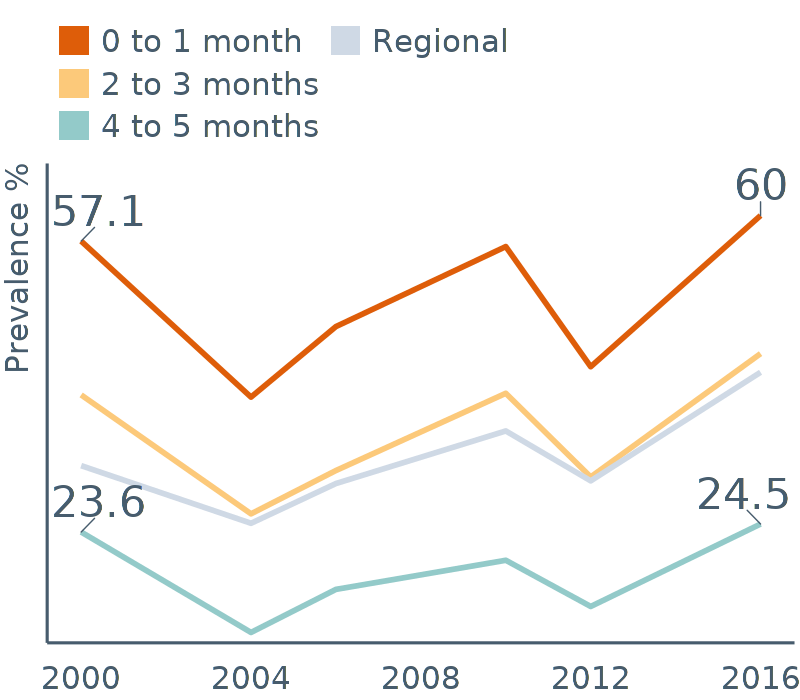 0 to 1 month
Regional
2 to 3 months
4 to 5 months
Prevalence %
57.1
60
23.6
24.5
2000 2004 2008 2012 2016